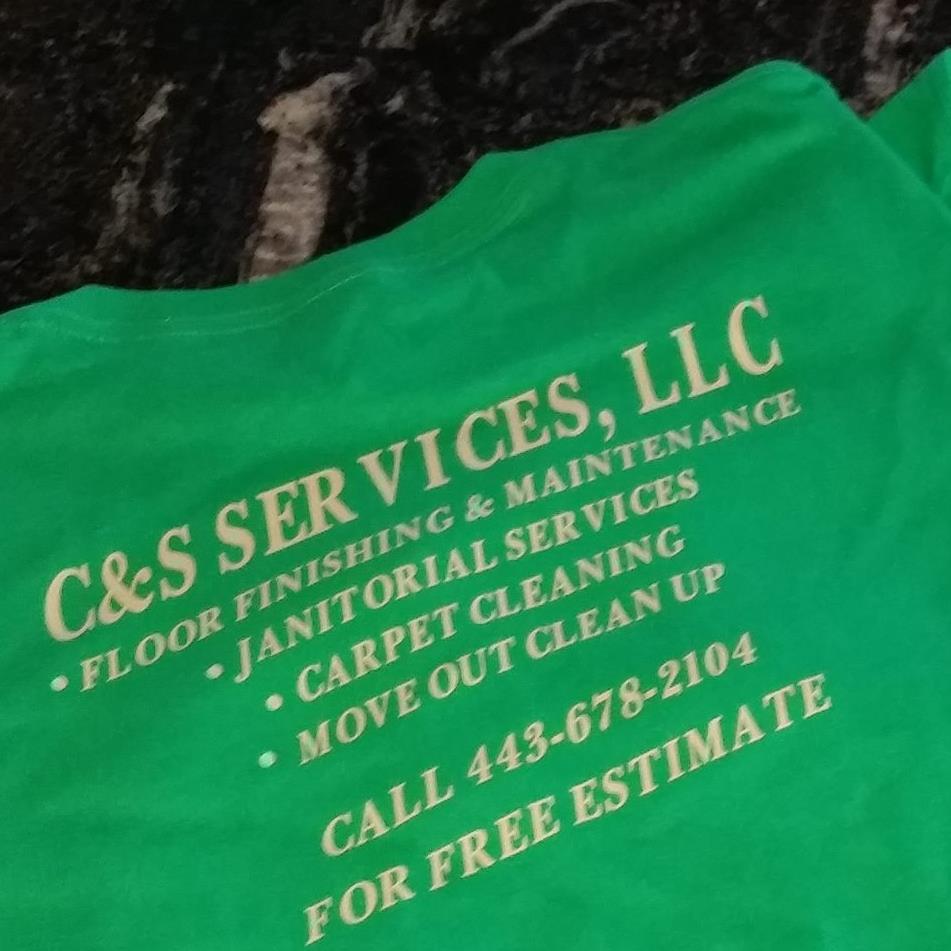 C&S SERVICES, LLC
• FLOOR FINISHING & MAINTENANCE
• JANITORIAL SERVICES
• CARPET CLEANING
• MOVE OUT CLEAN UP
CALL 443-678-2104
FOR FREE ESTIMATE